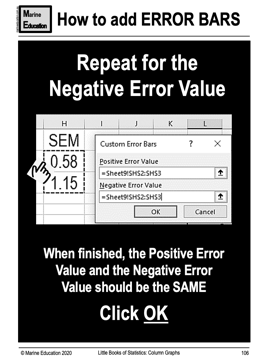 Marine
Education
How to add ERROR BARS
Repeat for the
Negative Error Value
H I J K L
SEM
0.58
1.15
Custom Error Bars ? ×
Positive Error Value
=Sheet9!$H$2:$H$3
Negative Error Value
=Sheet9!$H$2:$H$3
OK Cancel
When finished, the Positive Error
Value and the Negative Error
Value should be the SAME
Click OK
© Marine Education 2020 Little Books of Statistics: Column Graphs 106